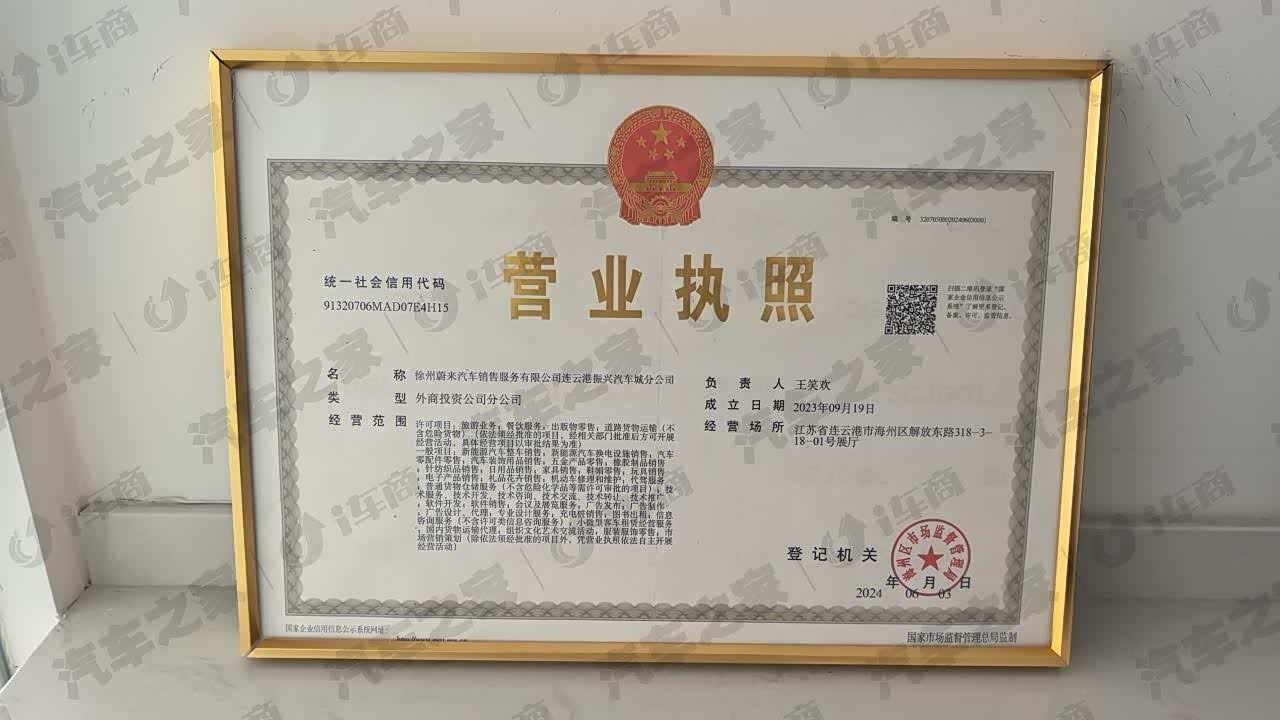 编 号 320705000202406030001
营业执照
统一社会信用代码
91320706MAD07E4H15
扫描二维码登录“国
家企业信用信息公示
系统”了解更多登记、
备案、许可、监管信息。
名 称 徐州蔚来汽车销售服务有限公司连云港振兴汽车城分公司
类 型 外商投资公司分公司
经 营 范 围 许可项目：旅游业务；餐饮服务；出版物零售；道路货物运输（不
含危险货物）（依法须经批准的项目，经相关部门批准后方可开展
经营活动，具体经营项目以审批结果为准）
一般项目：新能源汽车整车销售；新能源汽车换电设施销售；汽车
零配件零售；汽车装饰用品销售；五金产品零售；橡胶制品销售
；针纺织品销售；日用品销售；家具销售；鞋帽零售；玩具销售
；电子产品销售；礼品花卉销售；机动车修理和维护；代驾服务
；普通货物仓储服务（不含危险化学品等需许可审批的项目）；技
术服务、技术开发、技术咨询、技术交流、技术转让、技术推广
；软件开发；软件销售；会议及展览服务；广告发布；广告制作
；广告设计、代理；专业设计服务；充电桩销售；图书出租；信息
咨询服务（不含许可类信息咨询服务）；小微型客车租赁经营服务
；国内货物运输代理；组织文化艺术交流活动；服装服饰零售；市
场营销策划（除依法须经批准的项目外，凭营业执照依法自主开展
经营活动）
负 责 人 王笑欢
成 立 日 期 2023年09月19日
经 营 场 所 江苏省连云港市海州区解放东路318-3-
18-01号展厅
登 记 机 关
海州区市场监督管理局
2024 年 06 月 03 日
国家企业信用信息公示系统网址：
国家市场监督管理总局监制
汽车之家 | i车商